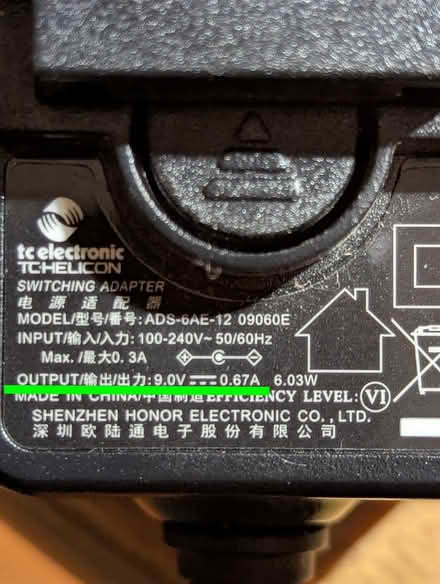 tc electronic
TC·HELICON
SWITCHING ADAPTER
电源适配器
MODEL/型号/番号: ADS-6AE-12 09060E
INPUT/输入/入力: 100-240V~ 50/60Hz
Max. /最大0. 3A
OUTPUT/输出/出力: 9.0V 0.67A 6.03W
MADE IN CHINA/中国制造 EFFICIENCY LEVEL: VI
SHENZHEN HONOR ELECTRONIC CO., LTD.
深圳欧陆通电子股份有限公司